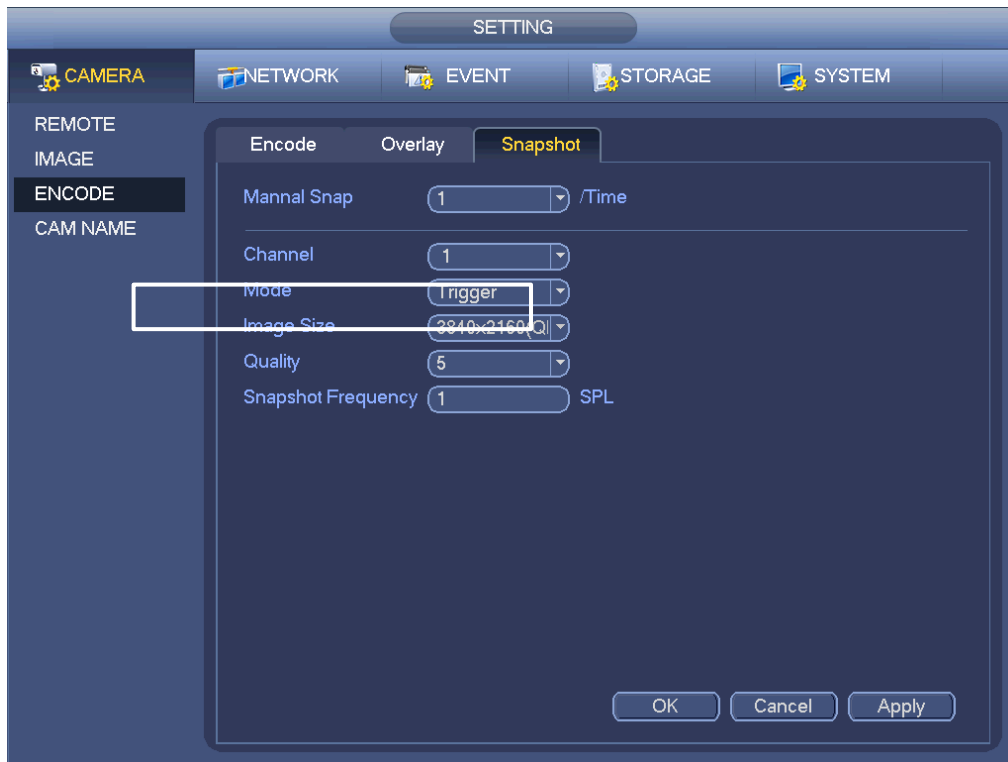 SETTING
CAMERA NETWORK EVENT STORAGE SYSTEM
REMOTE
IMAGE
ENCODE
CAM NAME
Encode Overlay Snapshot
Mannal Snap 1 /Time
Channel 1
Mode Trigger
Image Size 3840x2160(Q
Quality 5
Snapshot Frequency 1 SPL
OK Cancel Apply